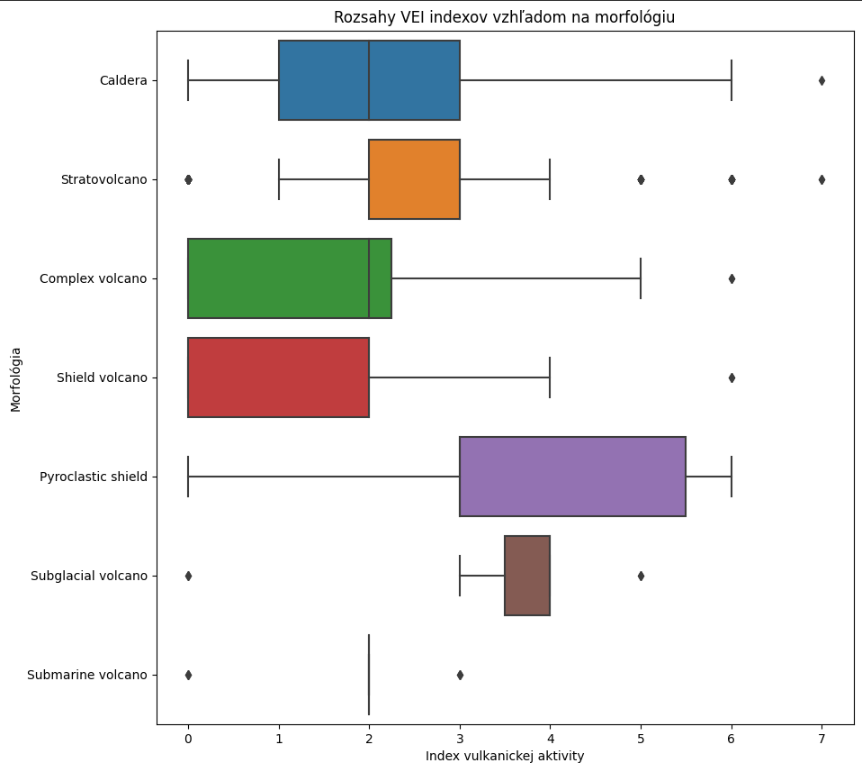 Rozsahy VEI indexov vzhľadom na morfológiu
Morfológia
Caldera
Stratovolcano
Complex volcano
Shield volcano
Pyroclastic shield
Subglacial volcano
Submarine volcano
0 1 2 3 4 5 6 7
Index vulkanickej aktivity